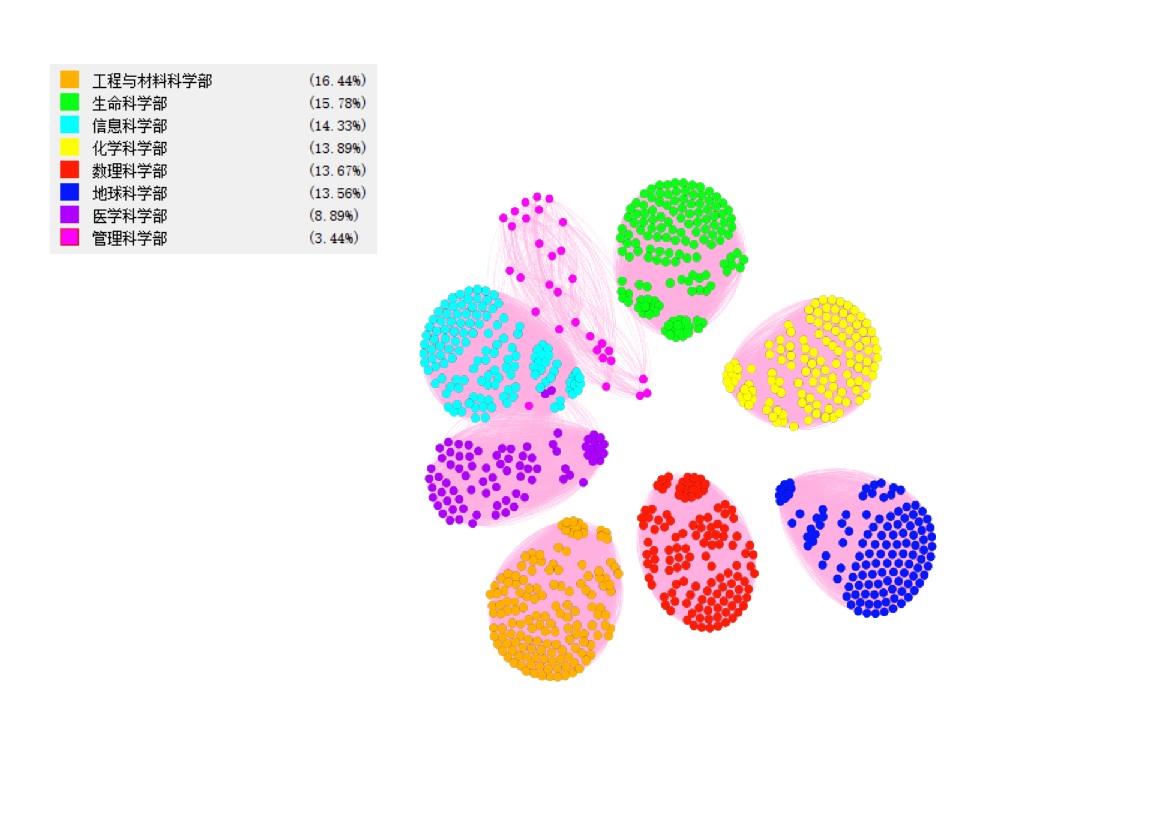 工程与材料科学部 (16.44%)
生命科学部 (15.78%)
信息科学部 (14.33%)
化学科学部 (13.89%)
数理科学部 (13.67%)
地球科学部 (13.56%)
医学科学部 (8.89%)
管理科学部 (3.44%)